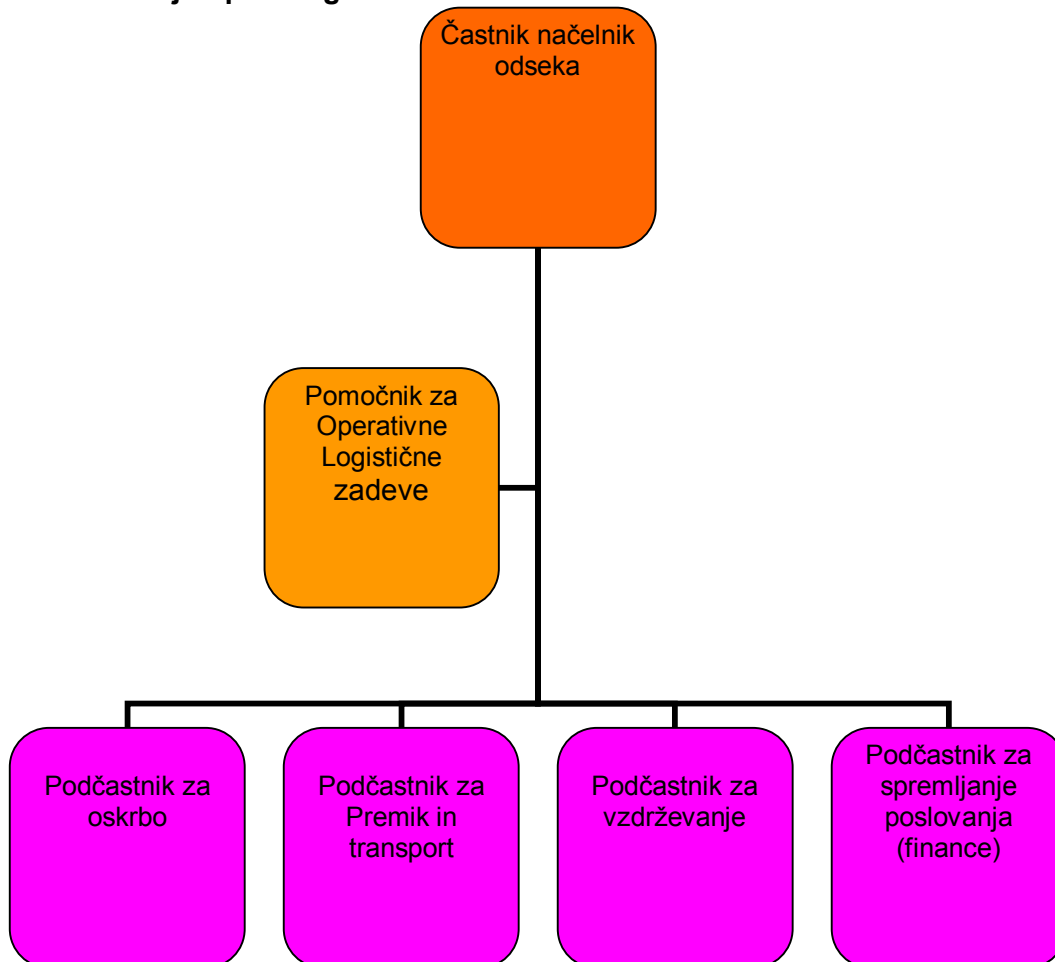 Častnik načelnik
odseka
Pomočnik za
Operativne
Logistične
zadeve
Podčastnik za
oskrbo
Podčastnik za
Premik in
transport
Podčastnik za
vzdrževanje
Podčastnik za
spremljanje
poslovanja
(finance)